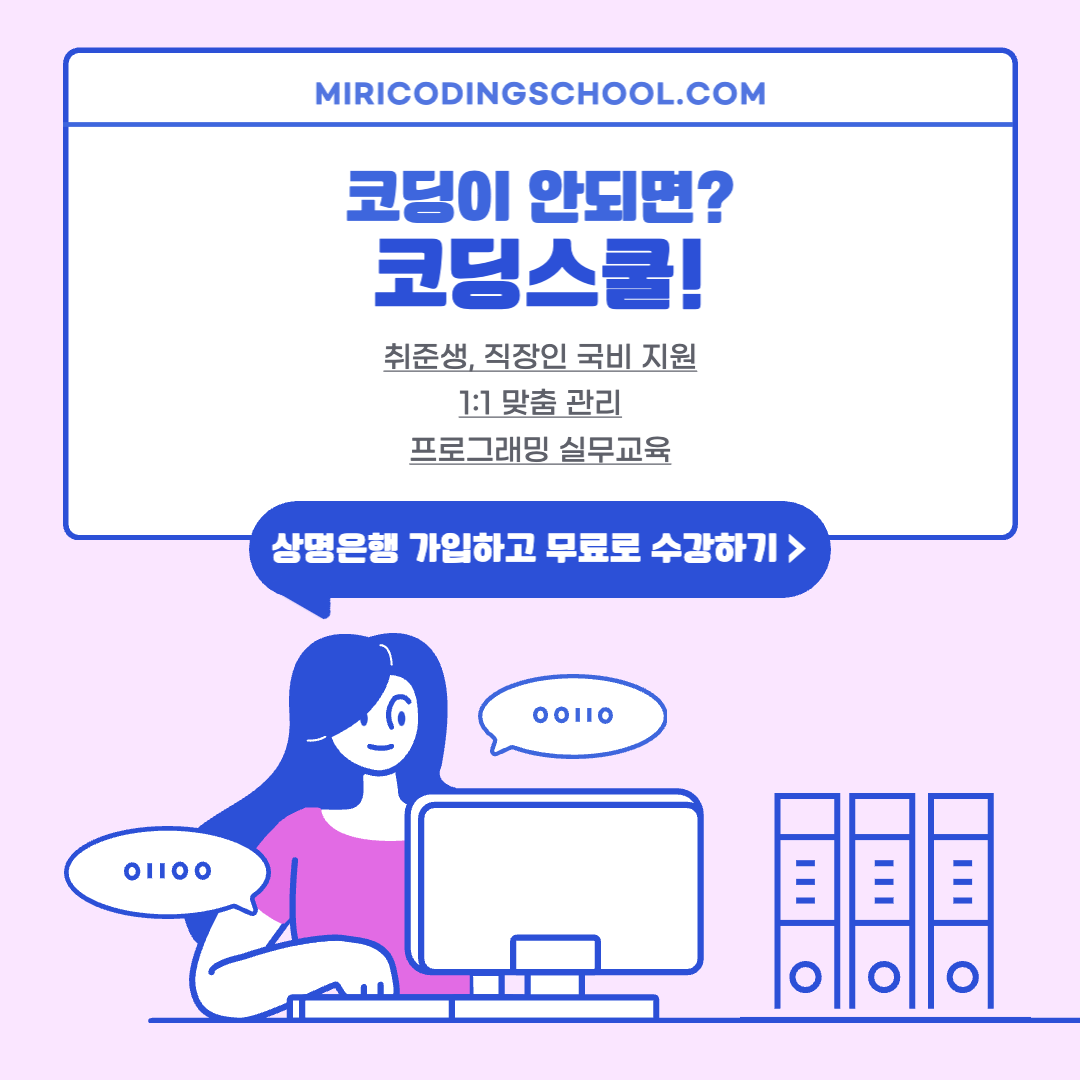 MIRICODINGSCHOOL.COM
코딩이 안되면?
코딩스쿨!
취준생, 직장인 국비 지원
1:1 맞춤 관리
프로그래밍 실무교육
상명은행 가입하고 무료로 수강하기 >
00110
01100